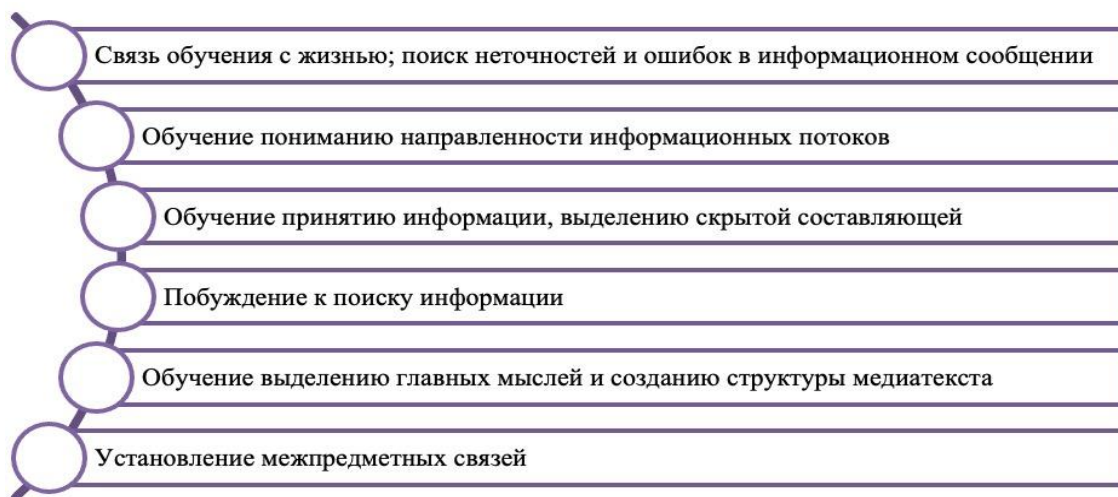 Связь обучения с жизнью; поиск неточностей и ошибок в информационном сообщении
Обучение пониманию направленности информационных потоков
Обучение принятию информации, выделению скрытой составляющей
Побуждение к поиску информации
Обучение выделению главных мыслей и созданию структуры медиатекста
Установление межпредметных связей